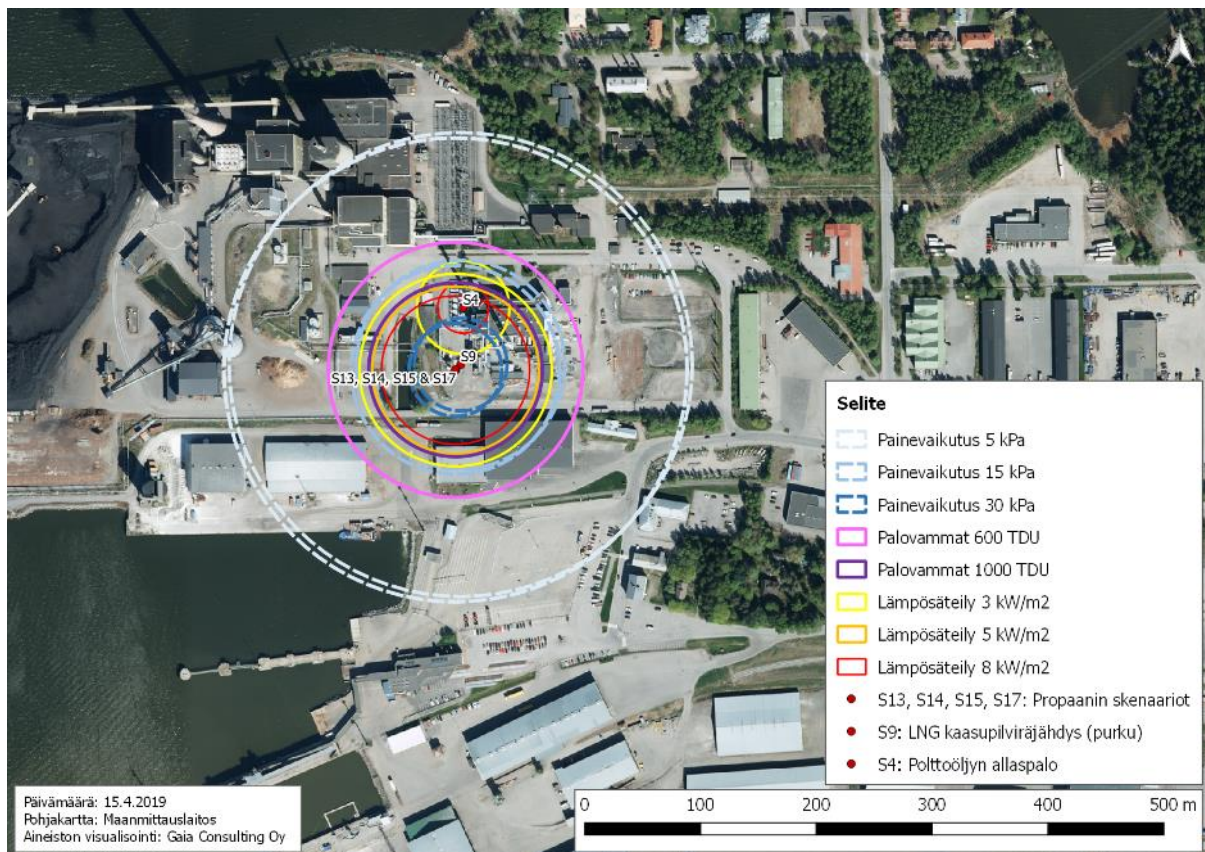 S4
S9
S13, S14, S15 & S17
Selite
Painevaikutus 5 kPa
Painevaikutus 15 kPa
Painevaikutus 30 kPa
Palovammat 600 TDU
Palovammat 1000 TDU
Lämpösäteily 3 kW/m2
Lämpösäteily 5 kW/m2
Lämpösäteily 8 kW/m2
S13, S14, S15, S17: Propaanin skenaariot
S9: LNG kaasupilviräjähdys (purku)
S4: Polttoöljyn allaspalo
Päivämäärä: 15.4.2019
Pohjakartta: Maanmittauslaitos
Aineiston visualisointi: Gaia Consulting Oy
0 100 200 300 400 500 m